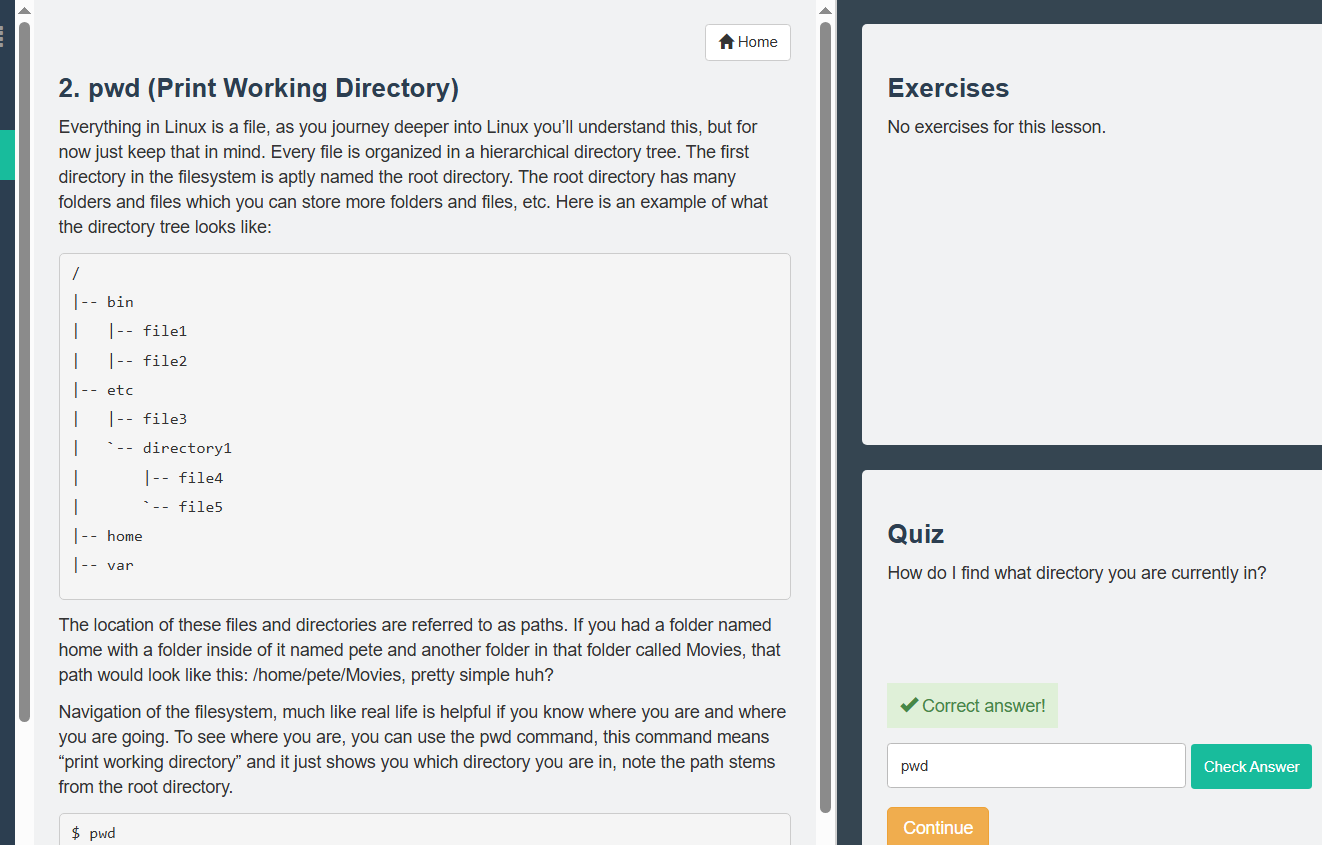 Home
2. pwd (Print Working Directory)
Everything in Linux is a file, as you journey deeper into Linux you’ll understand this, but for
now just keep that in mind. Every file is organized in a hierarchical directory tree. The first
directory in the filesystem is aptly named the root directory. The root directory has many
folders and files which you can store more folders and files, etc. Here is an example of what
the directory tree looks like:
/
|-- bin
|   |-- file1
|   |-- file2
|-- etc
|   |-- file3
|   `-- directory1
|       |-- file4
|       `-- file5
|-- home
|-- var
The location of these files and directories are referred to as paths. If you had a folder named
home with a folder inside of it named pete and another folder in that folder called Movies, that
path would look like this: /home/pete/Movies, pretty simple huh?
Navigation of the filesystem, much like real life is helpful if you know where you are and where
you are going. To see where you are, you can use the pwd command, this command means
“print working directory” and it just shows you which directory you are in, note the path stems
from the root directory.
$ pwd
Exercises
No exercises for this lesson.
Quiz
How do I find what directory you are currently in?
Correct answer!
pwd
Check Answer
Continue